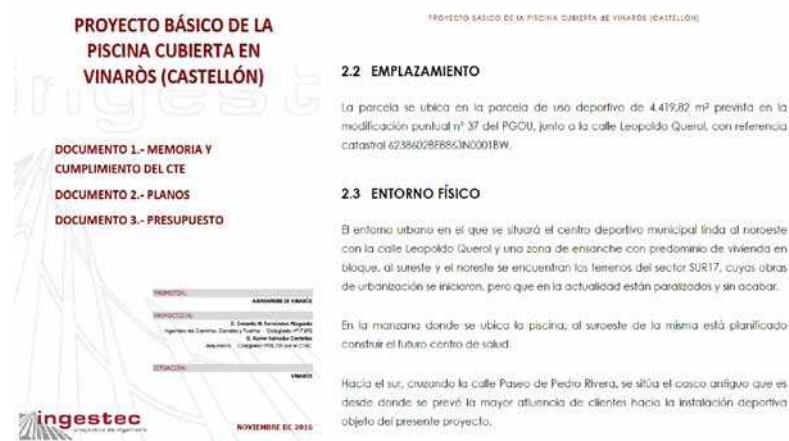 PROYECTO BÁSICO DE LA
PISCINA CUBIERTA EN
VINARÒS (CASTELLÓN)
DOCUMENTO 1.- MEMORIA Y
CUMPLIMIENTO DEL CTE
DOCUMENTO 2.- PLANOS
DOCUMENTO 3.- PRESUPUESTO
PROMOTOR:
AJUNTAMENT DE VINARÒS
SITUACIÓN:
VINARÒS
ingestec
NOVIEMBRE DE 2016
PROYECTO BÁSICO DE LA PISCINA CUBIERTA de VINARÒS (CASTELLÓN)
2.2 EMPLAZAMIENTO
La parcela se ubica en la parcela de uso deportivo de 4.419,82 m² prevista en la
modificación puntual nº 37 del PGOU, junto a la calle Leopoldo Querol, con referencia
catastral
2.3 ENTORNO FÍSICO
El entorno urbano en el que se situará el centro deportivo municipal linda al noroeste
con la calle Leopoldo Querol y una zona de ensanche con predominio de vivienda en
bloque, al sureste y el noreste se encuentran los terrenos del sector SUR17, cuyas obras
de urbanización se iniciaron, pero que en la actualidad están paralizados y sin acabar.
En la manzana donde se ubica la piscina, al suroeste de la misma está planificado
construir el futuro centro de salud.
Hacia el sur, cruzando la calle Paseo de Pedro Rivera, se sitúa el casco antiguo que es
desde donde se prevé la mayor afluencia de clientes hacia la instalación deportiva
objeto del presente proyecto.